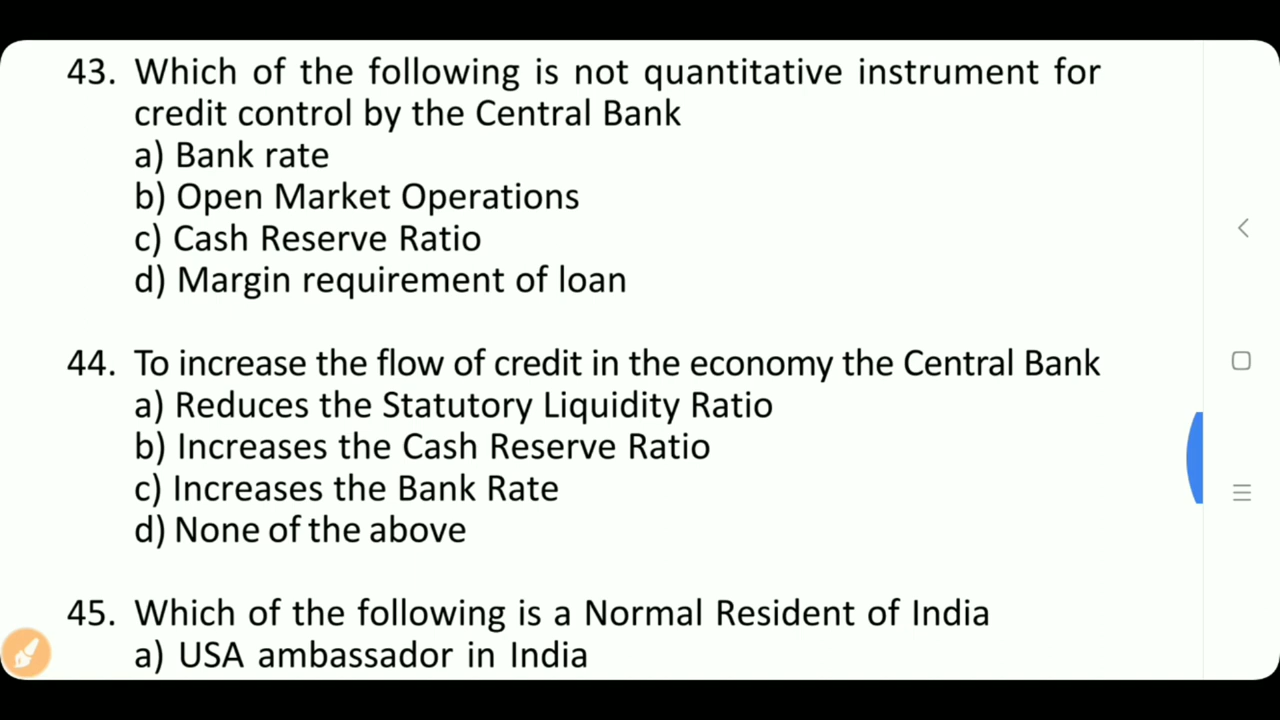 43. Which of the following is not quantitative instrument for
credit control by the Central Bank
a) Bank rate
b) Open Market Operations
c) Cash Reserve Ratio
d) Margin requirement of loan
44. To increase the flow of credit in the economy the Central Bank
a) Reduces the Statutory Liquidity Ratio
b) Increases the Cash Reserve Ratio
c) Increases the Bank Rate
d) None of the above
45. Which of the following is a Normal Resident of India
a) USA ambassador in India